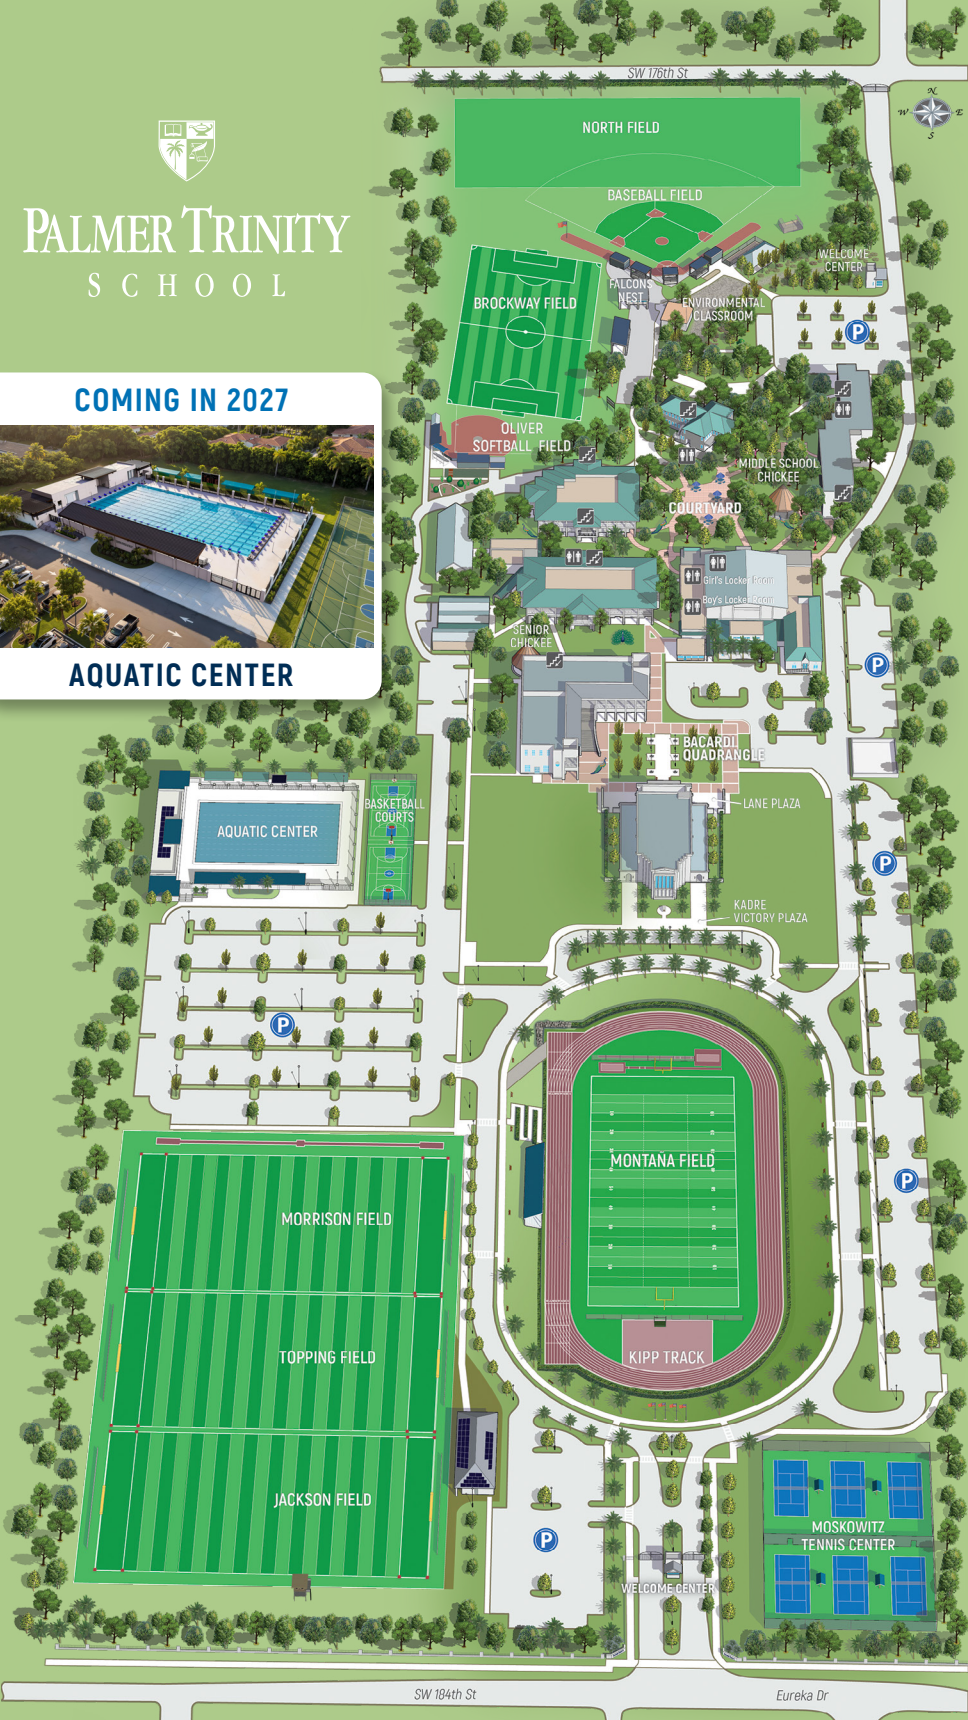 SW 176th St
N
W
E
S
NORTH FIELD
BASEBALL FIELD
PALMER TRINITY
SCHOOL
WELCOME
CENTER
FALCONS
NEST
BROCKWAY FIELD
ENVIRONMENTAL
CLASSROOM
P
COMING IN 2027
OLIVER
SOFTBALL FIELD
MIDDLE SCHOOL
CHICKEE
COURTYARD
Girl's Locker Room
Boy's Locker Room
SENIOR
CHICKEE
P
AQUATIC CENTER
BACARDI
QUADRANGLE
LANE PLAZA
BASKETBALL
COURTS
AQUATIC CENTER
P
KADRE
VICTORY PLAZA
P
MONTAÑA FIELD
P
MORRISON FIELD
TOPPING FIELD
KIPP TRACK
JACKSON FIELD
P
MOSKOWITZ
TENNIS CENTER
WELCOME CENTER
SW 184th St
Eureka Dr